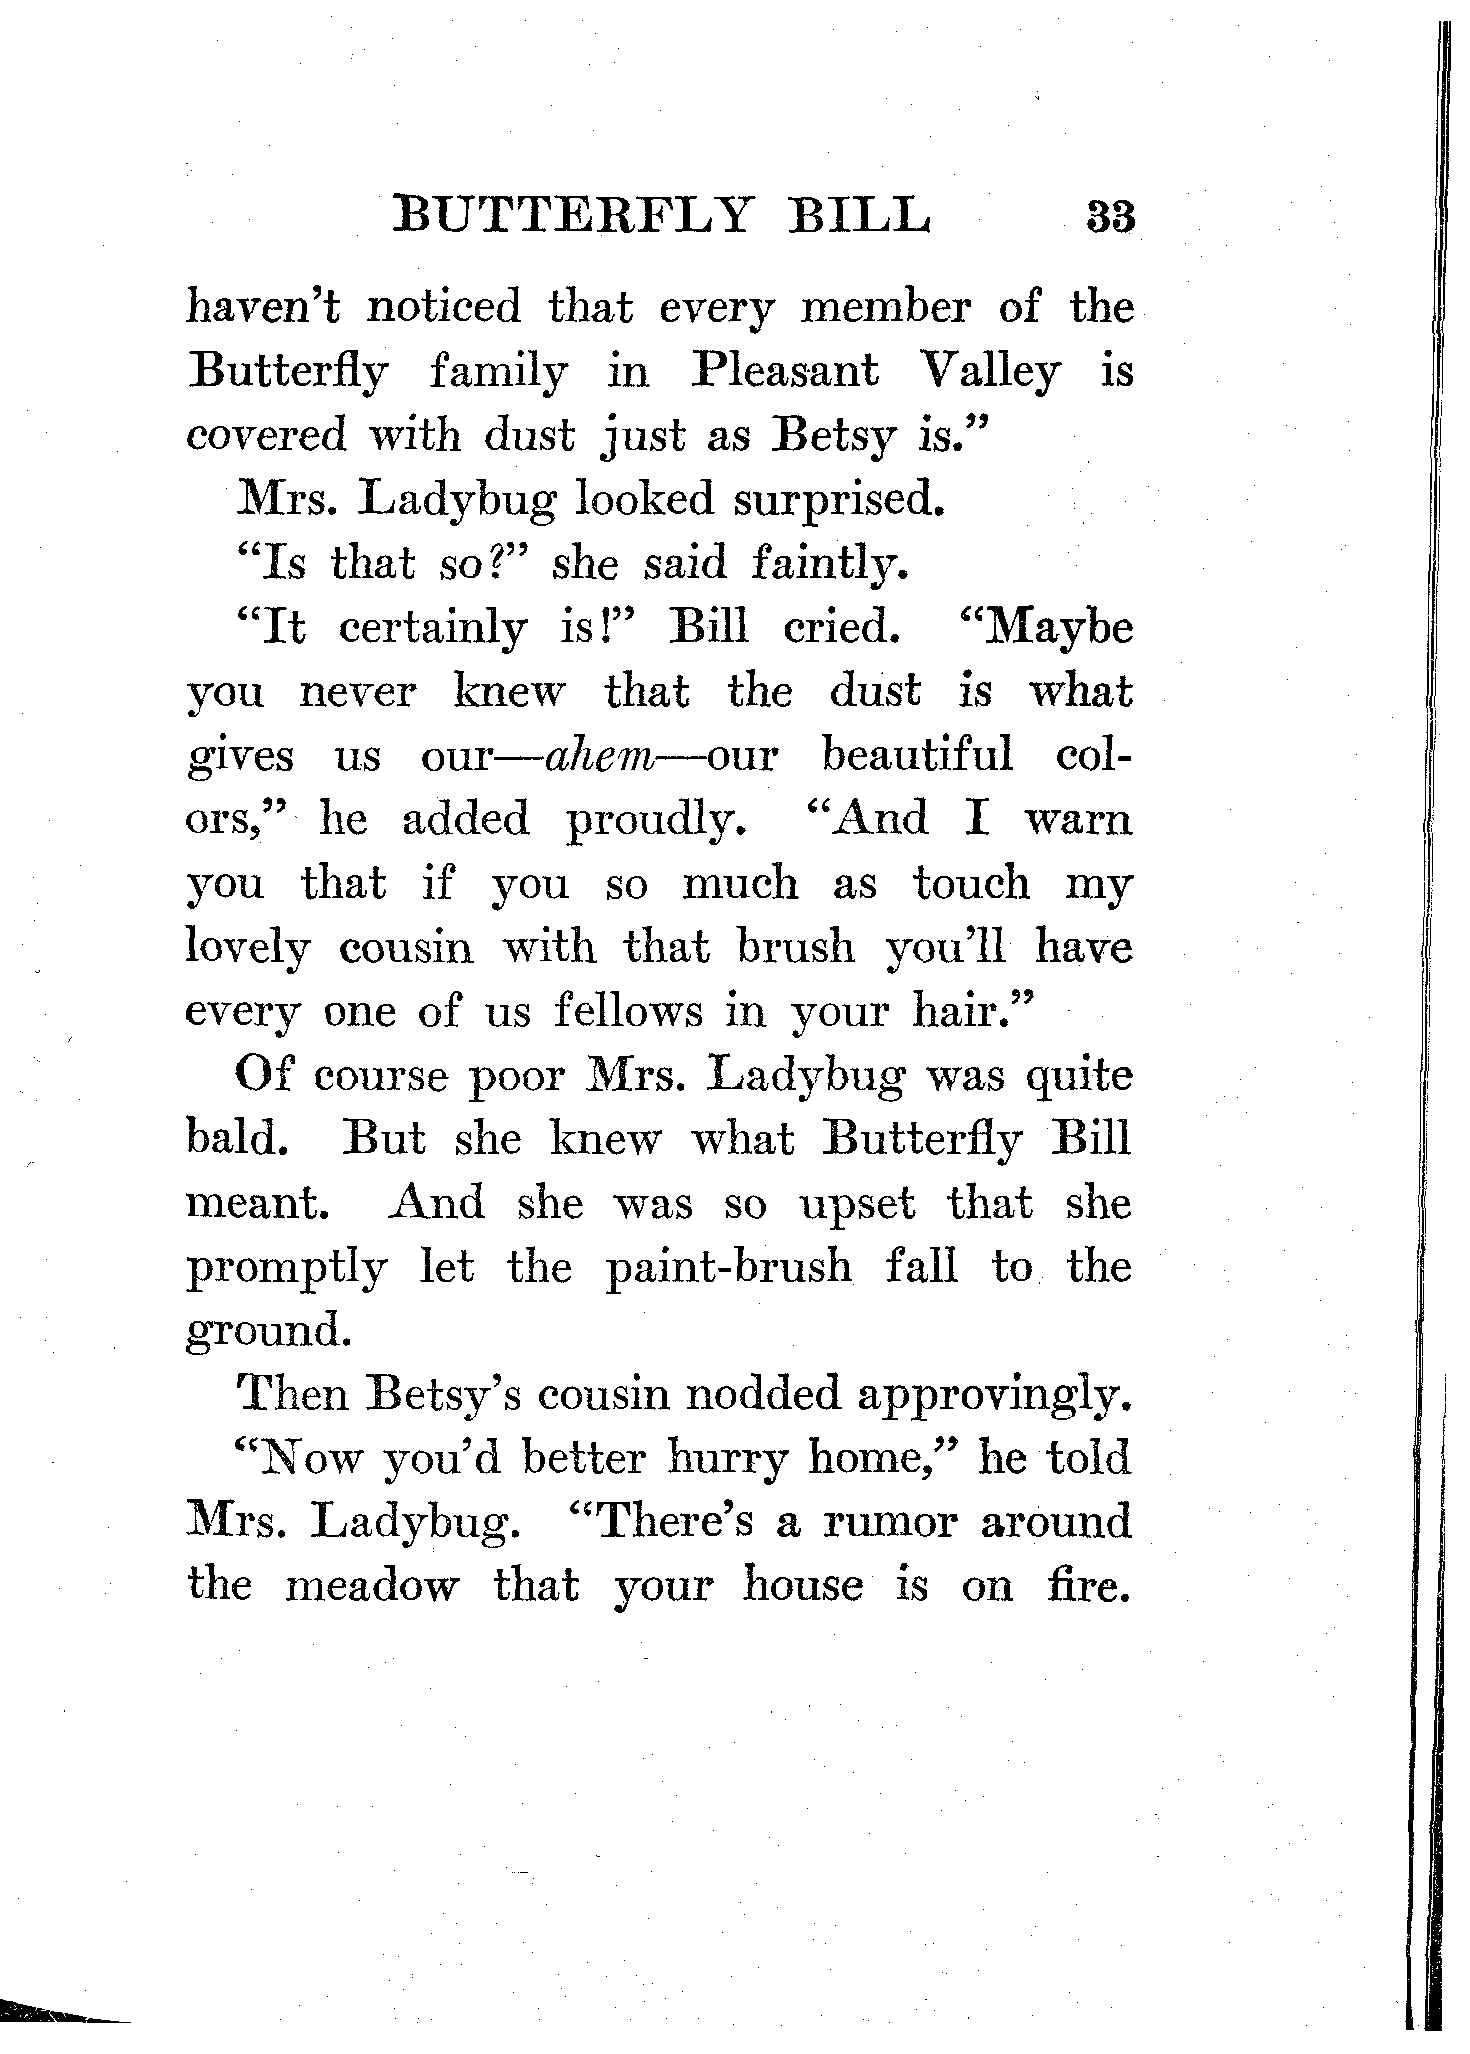 BUTTERFLY BILL 33
haven't noticed that every member of the
Butterfly family in Pleasant Valley is
covered with dust just as Betsy is.”
Mrs. Ladybug looked surprised.
“Is that so?” she said faintly.
“It certainly is!” Bill cried. “Maybe
you never knew that the dust is what
gives us our—ahem—our beautiful col-
ors,” he added proudly. “And I warn
you that if you so much as touch my
lovely cousin with that brush you'll have
every one of us fellows in your hair.”
Of course poor Mrs. Ladybug was quite
bald. But she knew what Butterfly Bill
meant. And she was so upset that she
promptly let the paint-brush fall to the
ground.
Then Betsy's cousin nodded approvingly.
“Now you'd better hurry home,” he told
Mrs. Ladybug. “There's a rumor around
the meadow that your house is on fire.